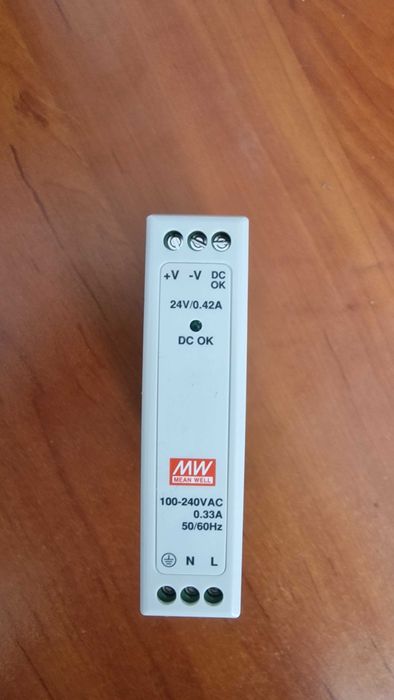 +V -V DC
OK
24V/0.42A
DC OK
MW
MEAN WELL
100-240VAC
0.33A
50/60Hz
N L